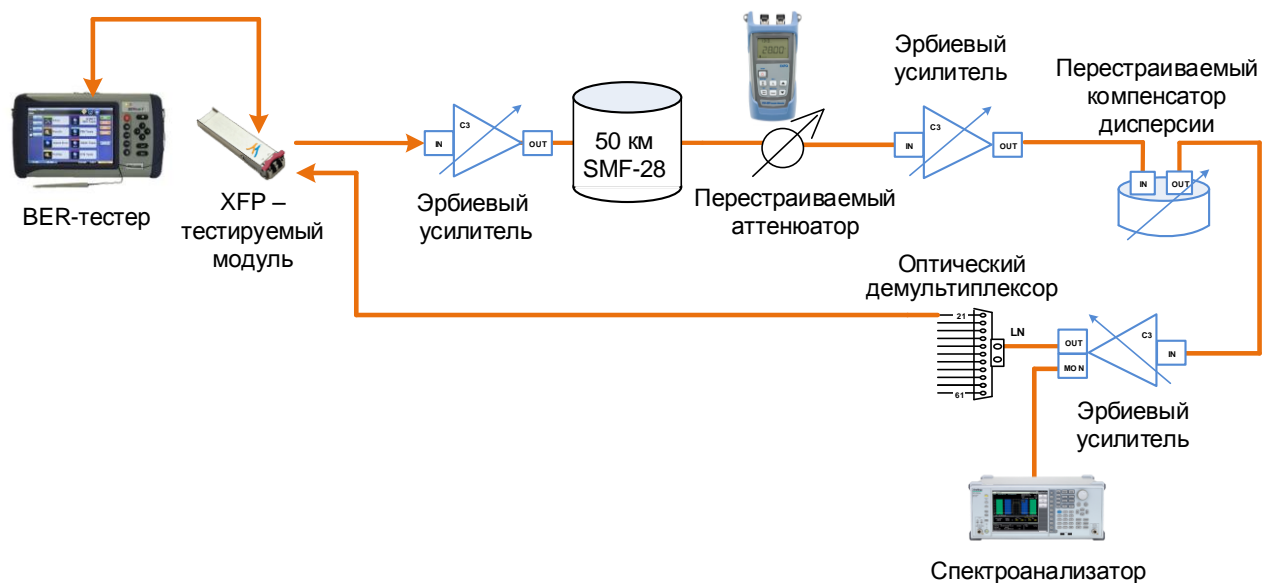 BER-тестер
XFP –
тестируемый
модуль
IN
C3
OUT
Эрбиевый
усилитель
50 км
SMF-28
Перестраиваемый
аттенюатор
Эрбиевый
усилитель
IN
C3
OUT
Перестраиваемый
компенсатор
дисперсии
IN
OUT
Оптический
демультиплексор
21
61
LN
OUT
MON
C3
IN
Эрбиевый
усилитель
Спектроанализатор